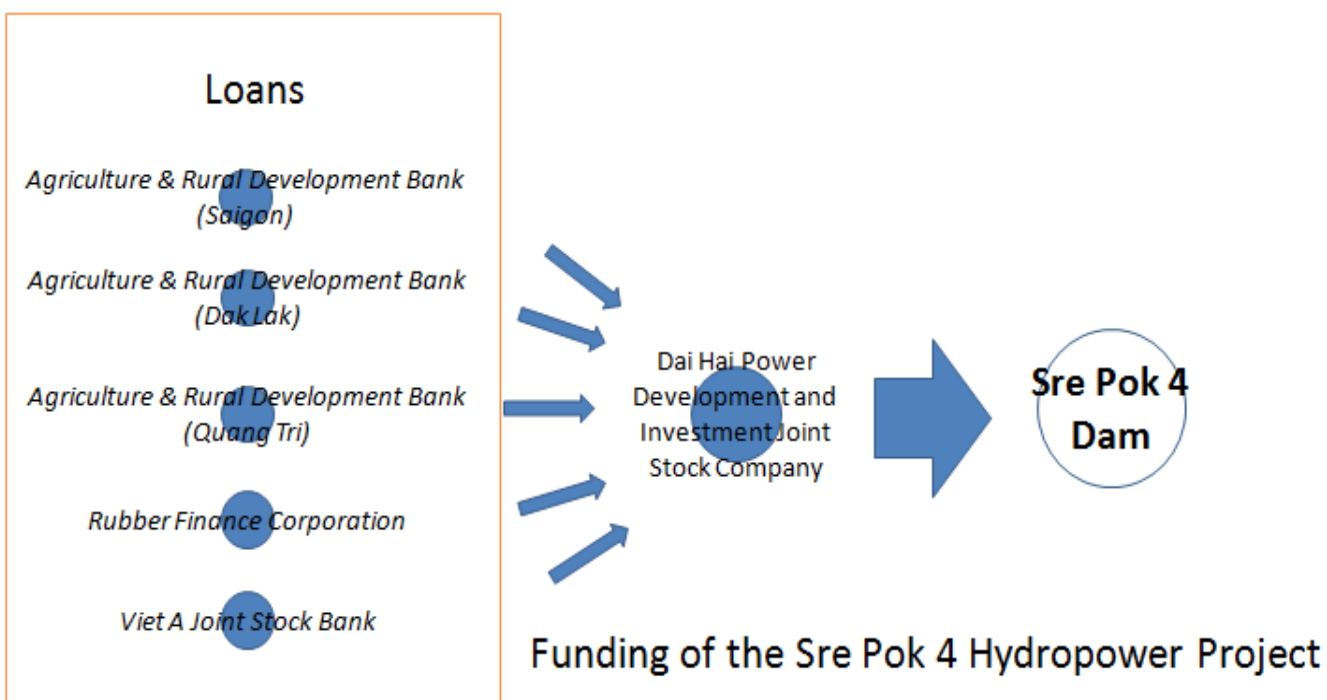 Loans
Agriculture & Rural Development Bank
(Saigon)
Agriculture & Rural Development Bank
(Dak Lak)
Agriculture & Rural Development Bank
(Quang Tri)
Rubber Finance Corporation
Viet A Joint Stock Bank
Dai Hai Power
Development and
Investment Joint
Stock Company
Sre Pok 4
Dam
Funding of the Sre Pok 4 Hydropower Project